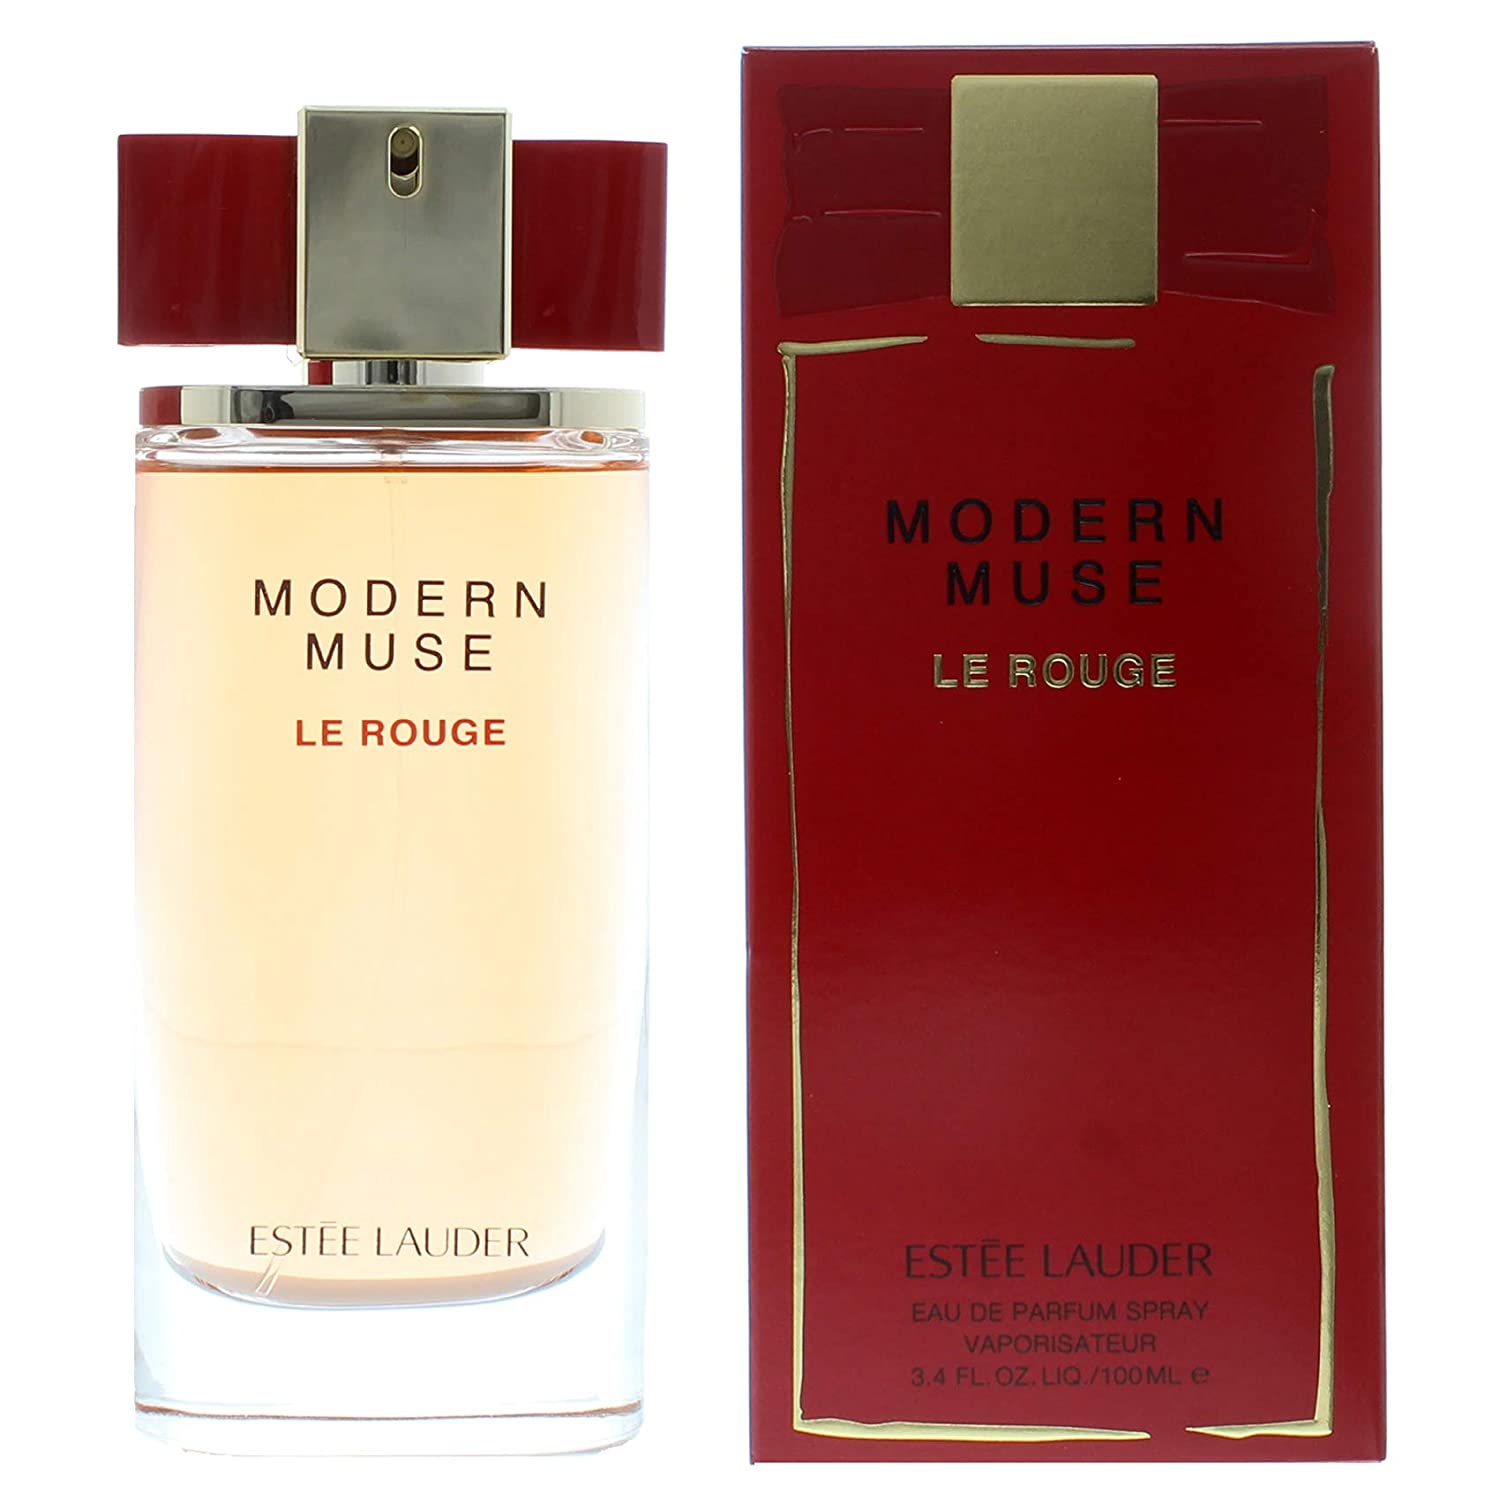 MODERN
MUSE
LE ROUGE
ESTĒE LAUDER
MODERN
MUSE
LE ROUGE
ESTĒE LAUDER
EAU DE PARFUM SPRAY
VAPORISATEUR
3.4 FL. OZ. LIQ./100ML ℮